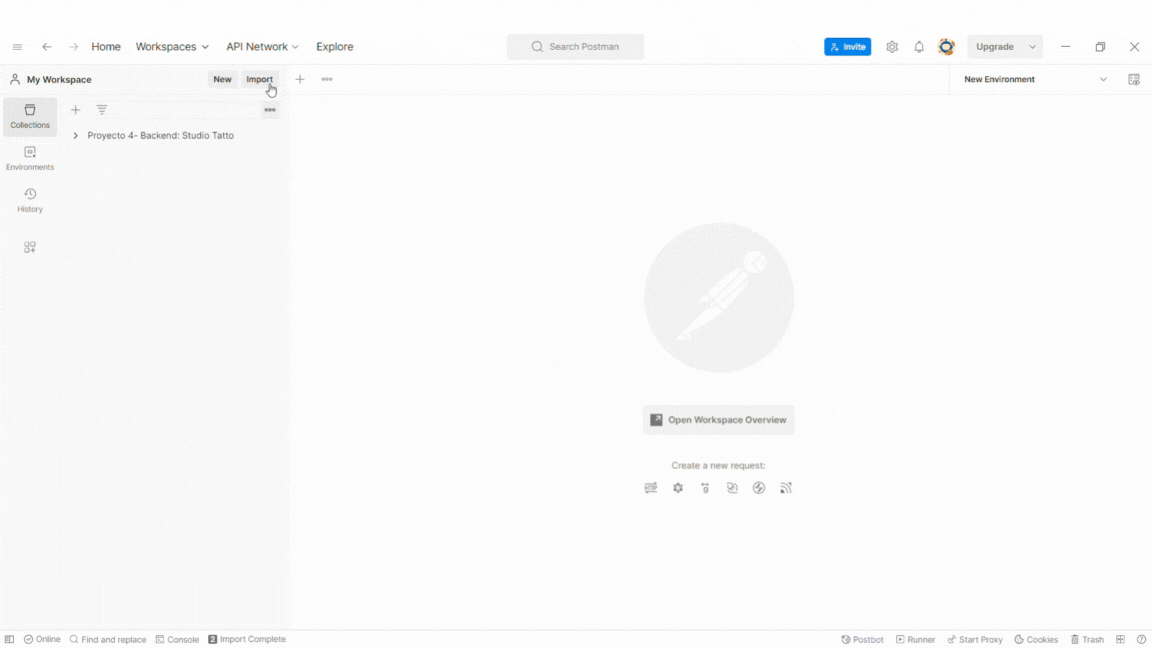 Home Workspaces API Network Explore Search Postman Invite Upgrade
My Workspace New Import New Environment
Collections
Proyecto 4- Backend: Studio Tatto
Environments
History
Open Workspace Overview
Create a new request:
Online Find and replace Console 2 Import Complete Postbot Runner Start Proxy Cookies Trash